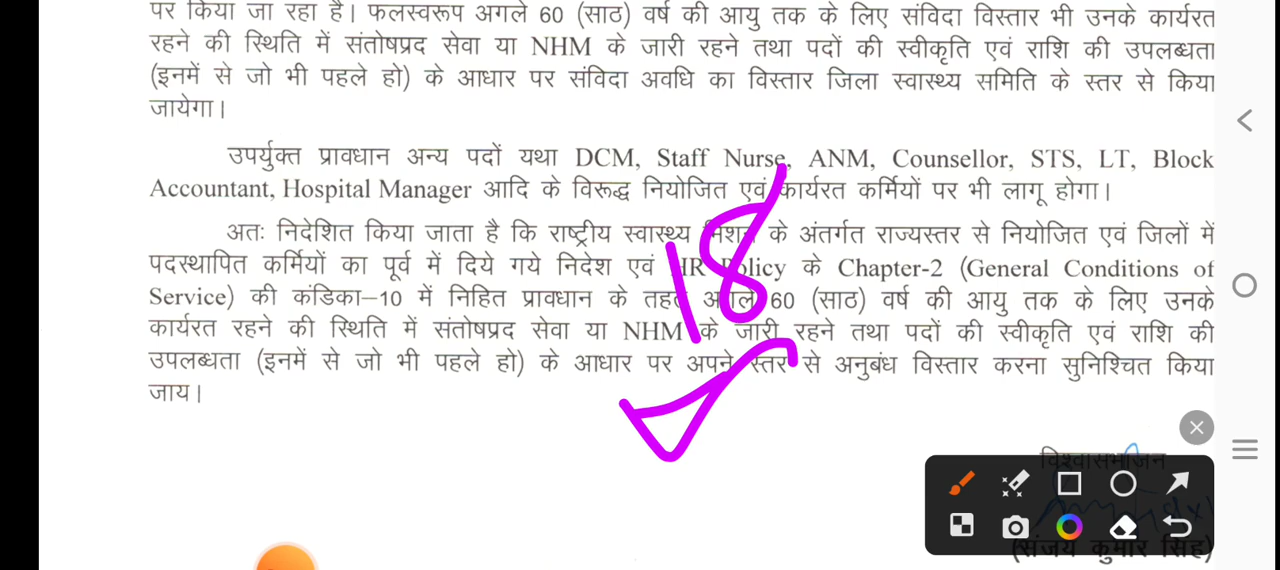 पर किया जा रहा है। फलस्वरूप अगले 60 (साठ) वर्ष की आयु तक के लिए संविदा विस्तार भी उनके कार्यरत
रहने की स्थिति में संतोषप्रद सेवा या NHM के जारी रहने तथा पदों की स्वीकृति एवं राशि की उपलब्धता
(इनमें से जो भी पहले हो) के आधार पर संविदा अवधि का विस्तार जिला स्वास्थ्य समिति के स्तर से किया
जायेगा।
उपर्युक्त प्रावधान अन्य पदों यथा DCM, Staff Nurse, ANM, Counsellor, STS, LT, Block
Accountant, Hospital Manager आदि के विरूद्ध नियोजित एवं कार्यरत कर्मियों पर भी लागू होगा।
अतः निदेशित किया जाता है कि राष्ट्रीय स्वास्थ्य मिशन के अंतर्गत राज्यस्तर से नियोजित एवं जिलों में
पदस्थापित कर्मियों का पूर्व में दिये गये निदेश एवं HR Policy के Chapter-2 (General Conditions of
Service) की कंडिका–10 में निहित प्रावधान के तहत अगले 60 (साठ) वर्ष की आयु तक के लिए उनके
कार्यरत रहने की स्थिति में संतोषप्रद सेवा या NHM के जारी रहने तथा पदों की स्वीकृति एवं राशि की
उपलब्धता (इनमें से जो भी पहले हो) के आधार पर अपने स्तर से अनुबंध विस्तार करना सुनिश्चित किया
जाय।
18
विश्वासभाजन
(संजय कुमार सिंह)